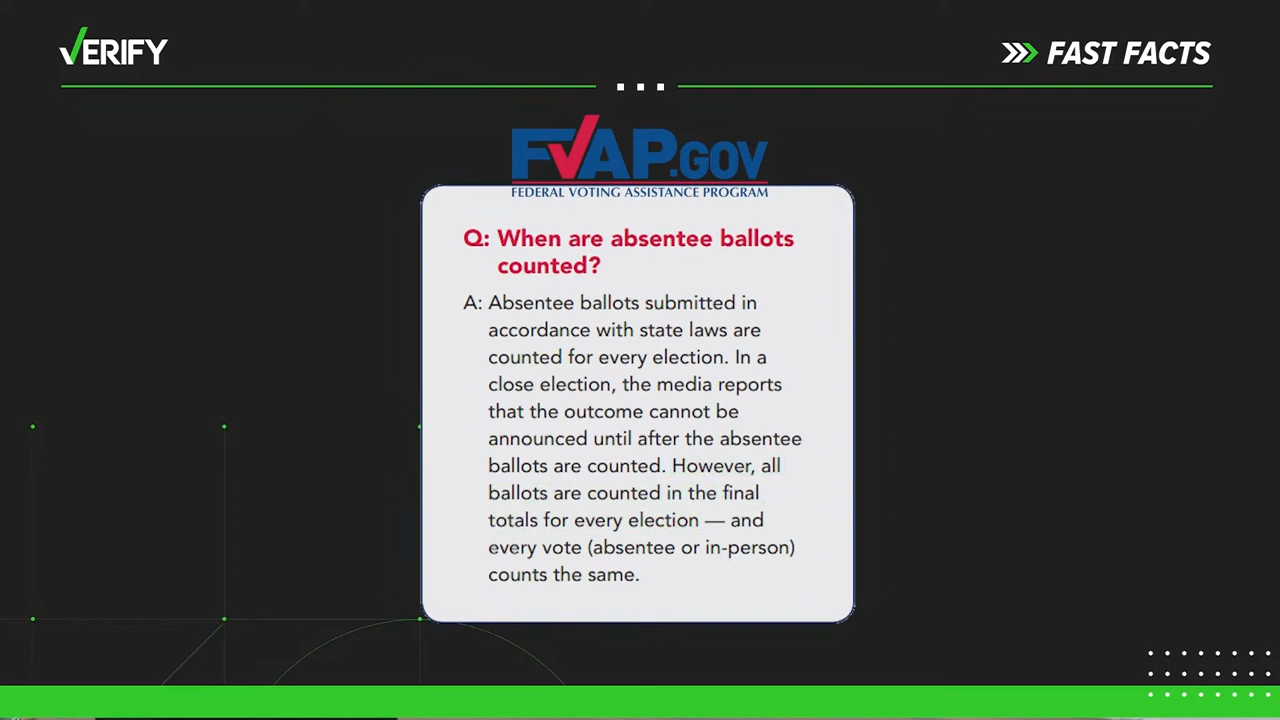 VERIFY
FAST FACTS
FVAP.GOV
FEDERAL VOTING ASSISTANCE PROGRAM
Q: When are absentee ballots
counted?
A: Absentee ballots submitted in
accordance with state laws are
counted for every election. In a
close election, the media reports
that the outcome cannot be
announced until after the absentee
ballots are counted. However, all
ballots are counted in the final
totals for every election — and
every vote (absentee or in-person)
counts the same.